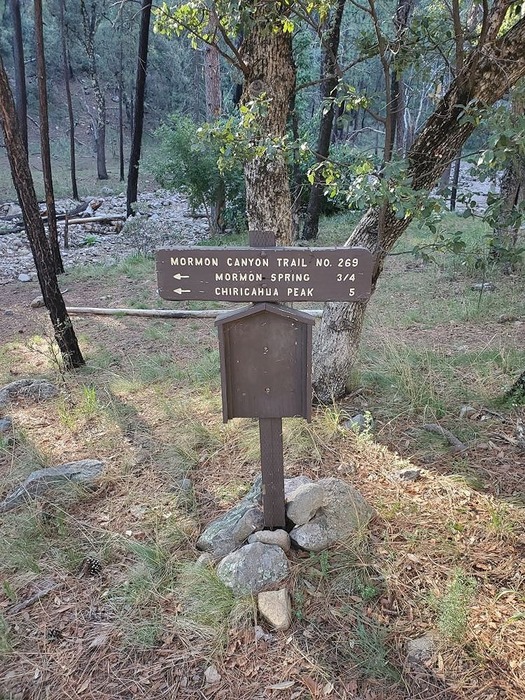 MORMON CANYON TRAIL NO. 269
← MORMON SPRING 3/4
← CHIRICAHUA PEAK 5